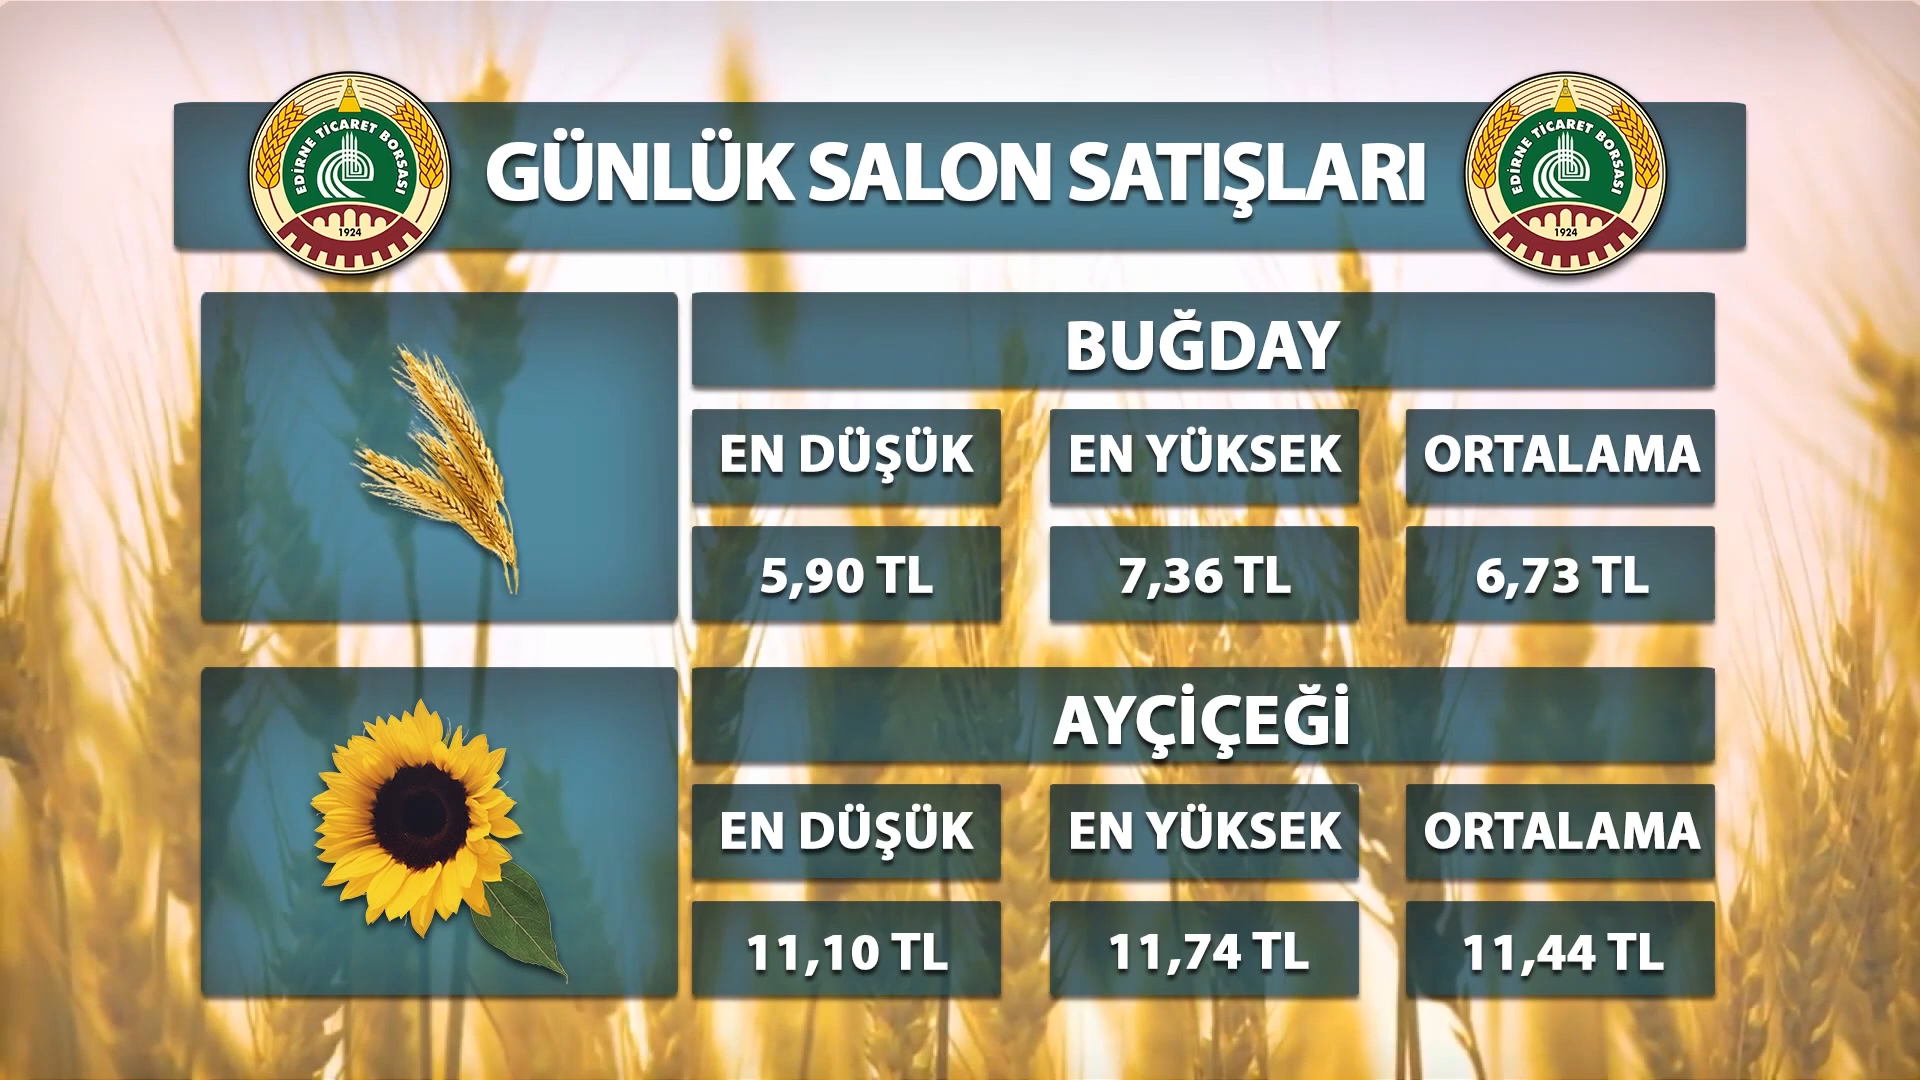 EDİRNE TİCARET BORSASI
1924
GÜNLÜK SALON SATIŞLARI
EDİRNE TİCARET BORSASI
1924
BUĞDAY
EN DÜŞÜK EN YÜKSEK ORTALAMA
5,90 TL 7,36 TL 6,73 TL
AYÇİÇEĞİ
EN DÜŞÜK EN YÜKSEK ORTALAMA
11,10 TL 11,74 TL 11,44 TL